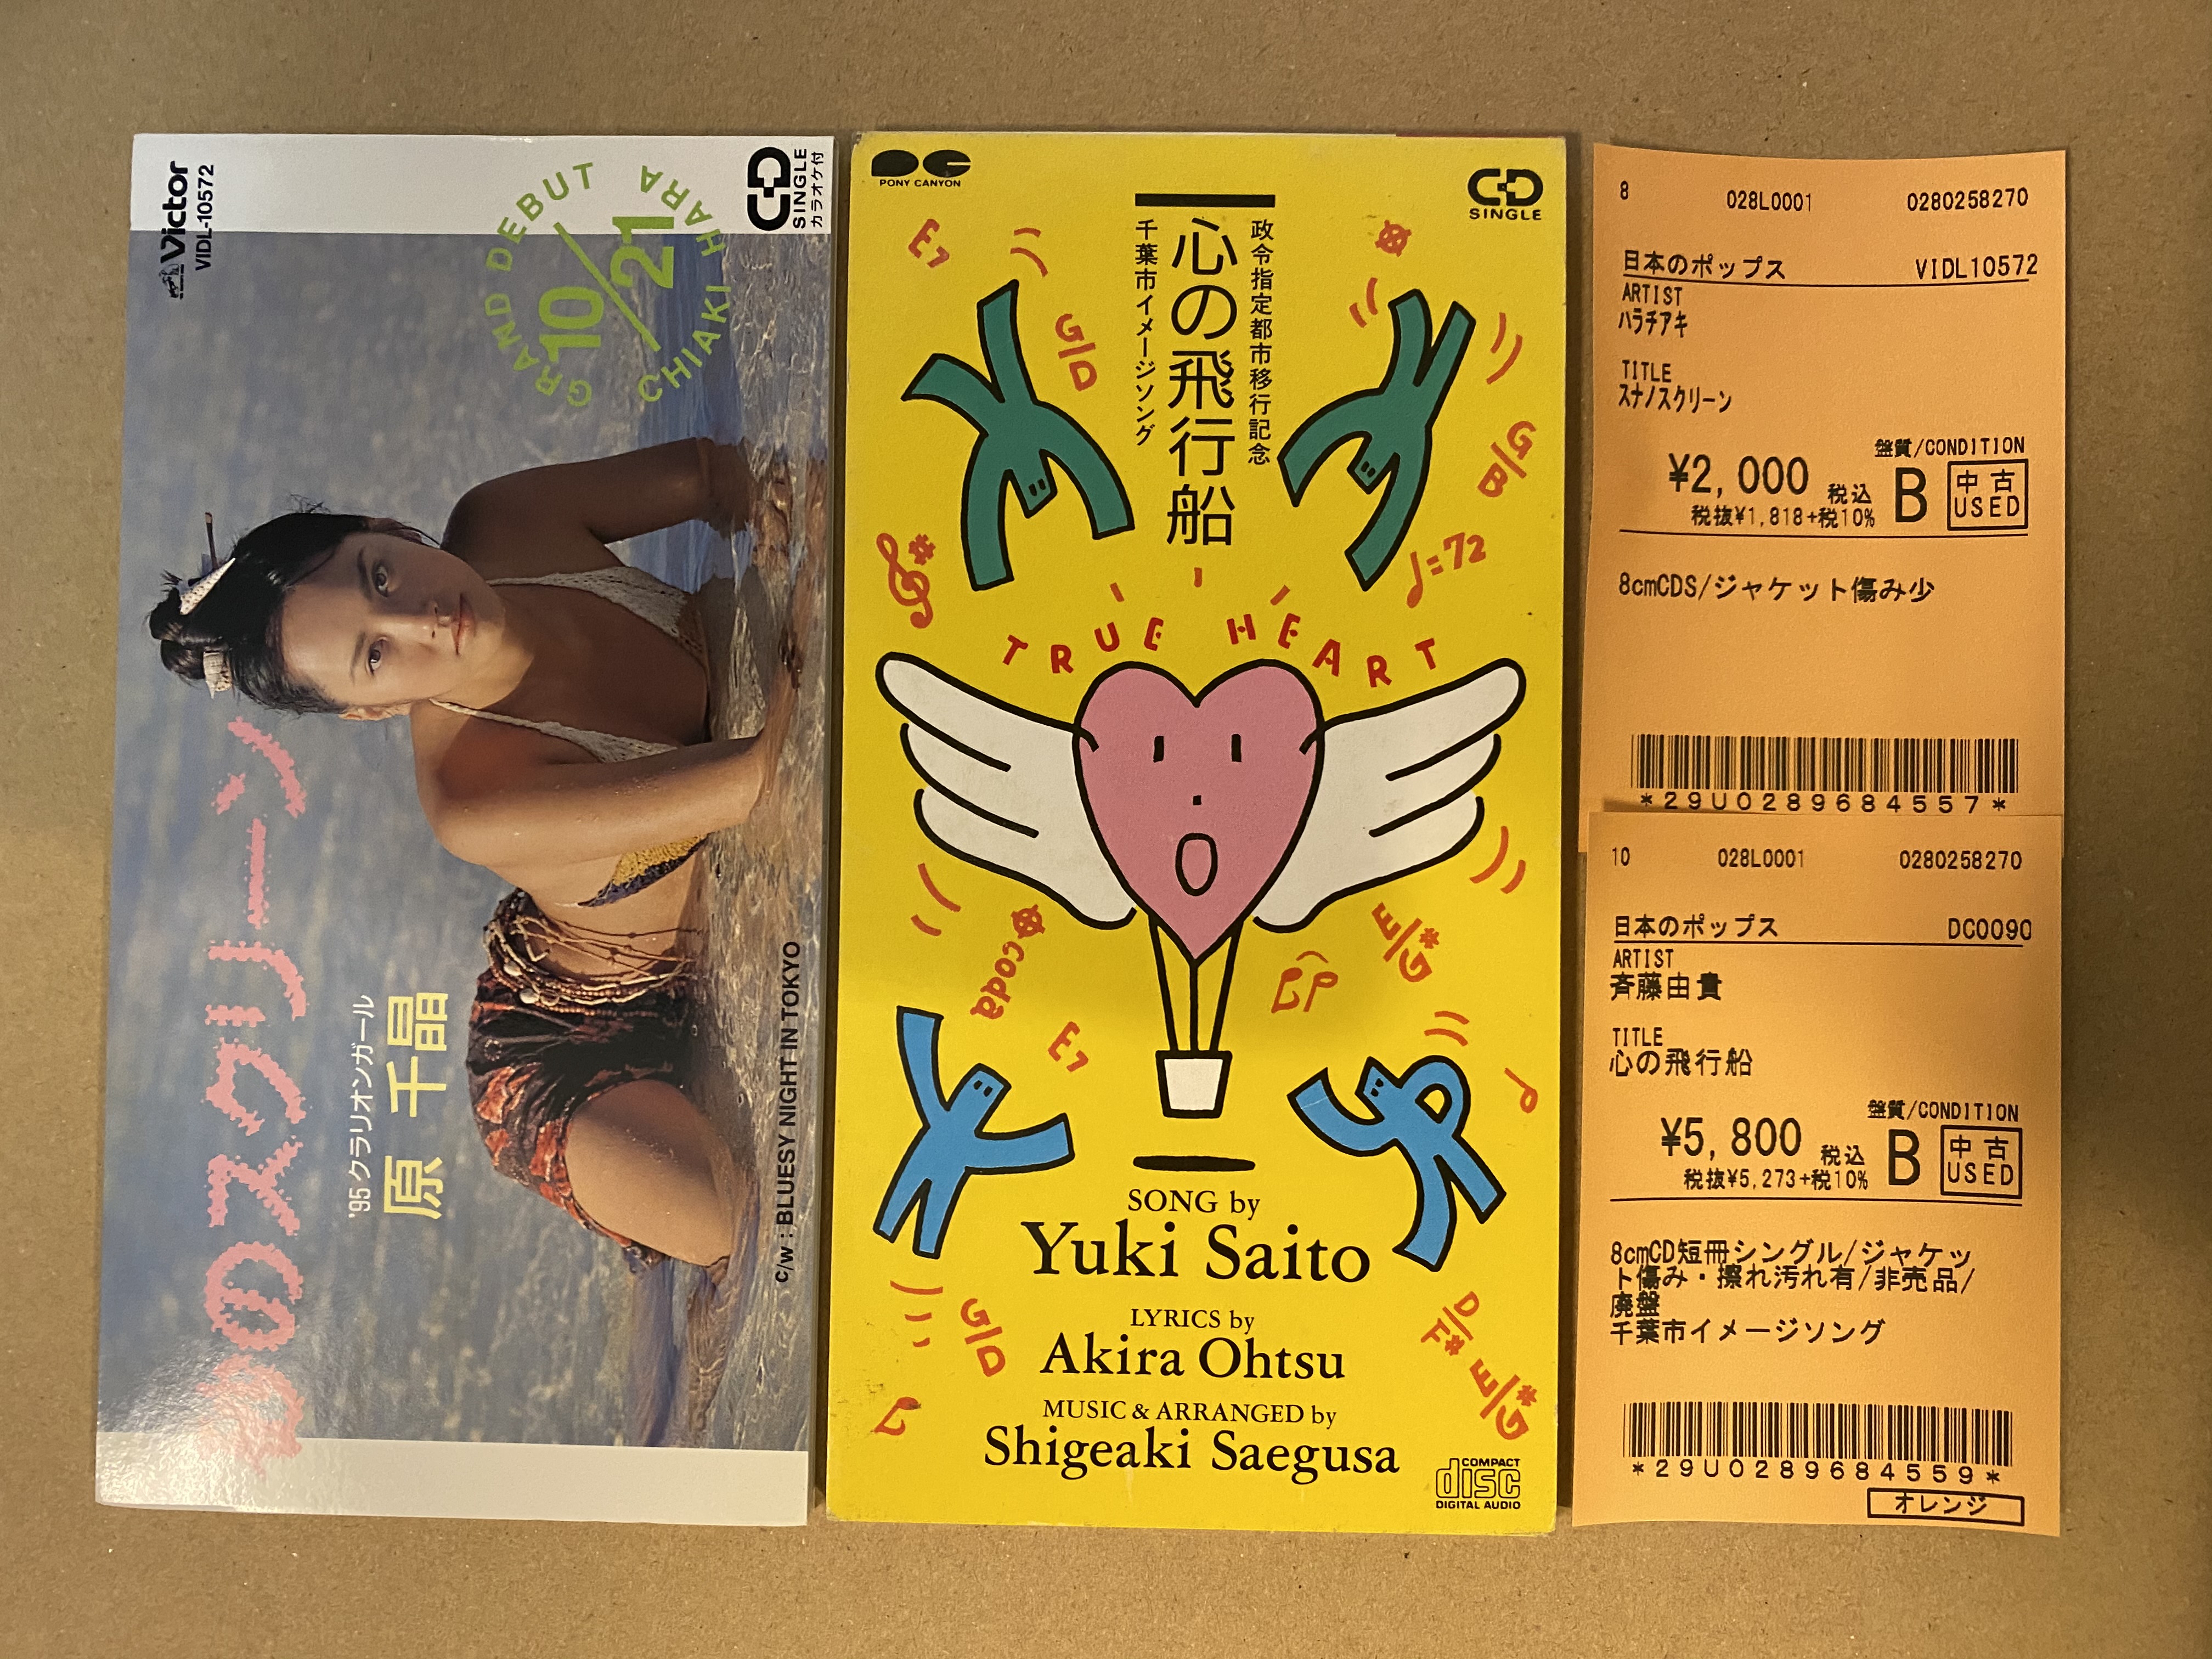 Victor
VIDL-10572
GRAND DEBUT
10/21
CHIAKI HARA
CD
SINGLE
カラオケ付
砂のスクリーン
'95 クラリオンガール
原 千晶
c/w : BLUESY NIGHT IN TOKYO
PONY CANYON
CD
SINGLE
政令指定都市移行記念
心の飛行船
千葉市イメージソング
E7
G/D
G/B
♩=72
TRUE HEART
coda
E/G#
E7
G/D
D/F#
E/G#
SONG by
Yuki Saito
LYRICS by
Akira Ohtsu
MUSIC & ARRANGED by
Shigeaki Saegusa
COMPACT
disc
DIGITAL AUDIO
8 028L0001 0280258270
日本のポップス VIDL10572
ARTIST
ハラチアキ
TITLE
スナノスクリーン
盤質/CONDITION
¥2,000 税込 B 中古 USED
税抜¥1,818+税10%
8cmCDS/ジャケット傷み少
*29U0289684557*
10 028L0001 0280258270
日本のポップス DC0090
ARTIST
斉藤由貴
TITLE
心の飛行船
盤質/CONDITION
¥5,800 税込 B 中古 USED
税抜¥5,273+税10%
8cmCD短冊シングル/ジャケッ
ト傷み・擦れ汚れ有/非売品/
廃盤
千葉市イメージソング
*29U0289684559*
オレンジ